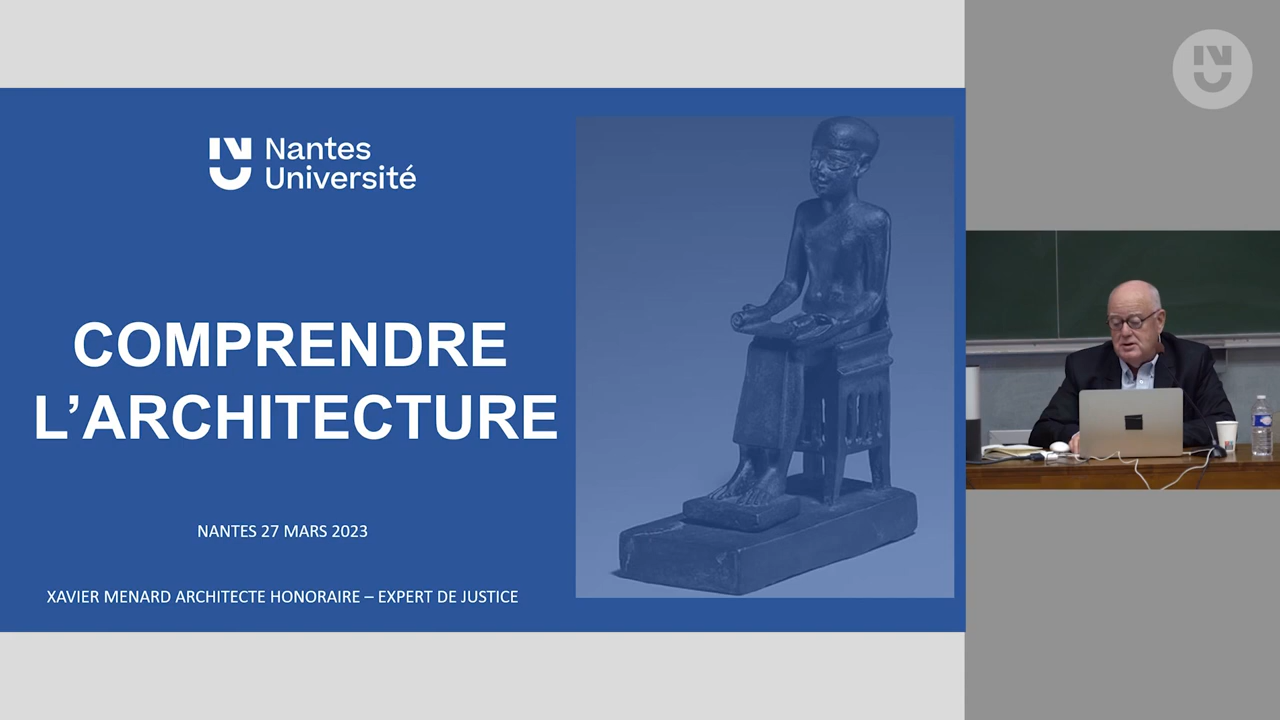 Nantes
Université
COMPRENDRE
L’ARCHITECTURE
NANTES 27 MARS 2023
XAVIER MENARD ARCHITECTE HONORAIRE – EXPERT DE JUSTICE